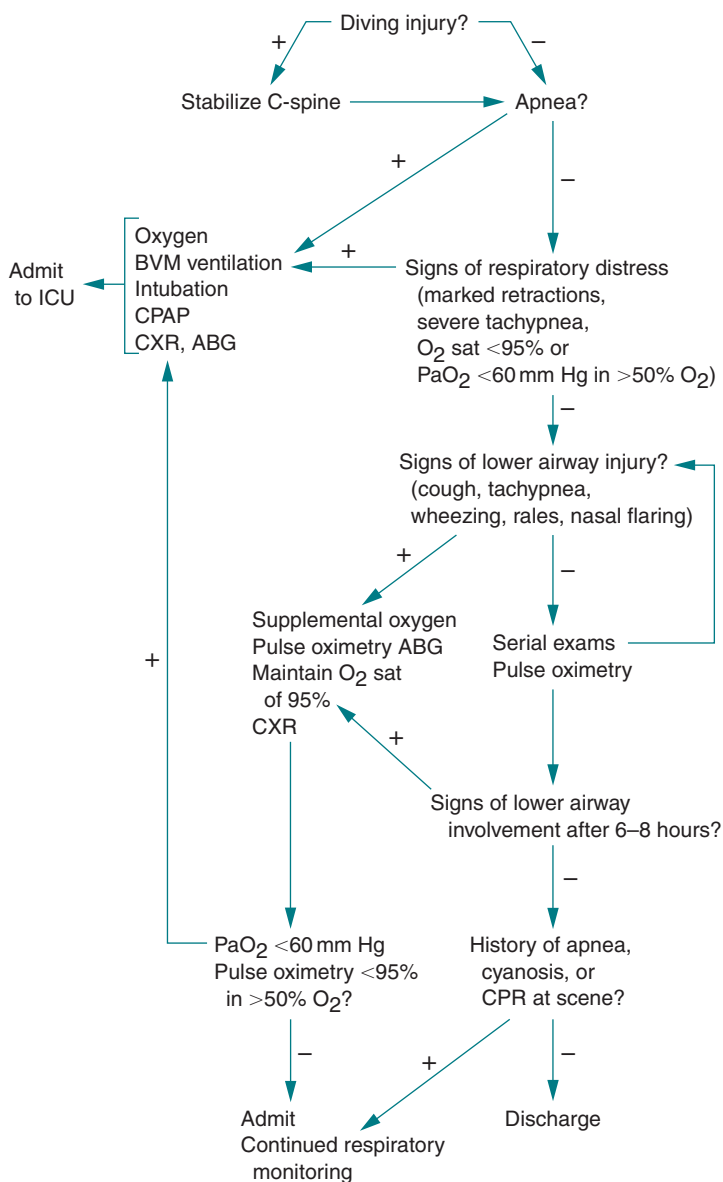 Diving injury?
+
–
Stabilize C-spine
Apnea?
+
–
Oxygen
BVM ventilation
Intubation
CPAP
CXR, ABG
Admit
to ICU
+
Signs of respiratory distress
(marked retractions,
severe tachypnea,
O2 sat <95% or
PaO2 <60 mm Hg in >50% O2)
–
Signs of lower airway injury?
(cough, tachypnea,
wheezing, rales, nasal flaring)
+
–
Supplemental oxygen
Pulse oximetry ABG
Maintain O2 sat
of 95%
CXR
Serial exams
Pulse oximetry
+
+
Signs of lower airway
involvement after 6–8 hours?
–
PaO2 <60 mm Hg
Pulse oximetry <95%
in >50% O2?
History of apnea,
cyanosis, or
CPR at scene?
–
+
–
Admit
Continued respiratory
monitoring
Discharge